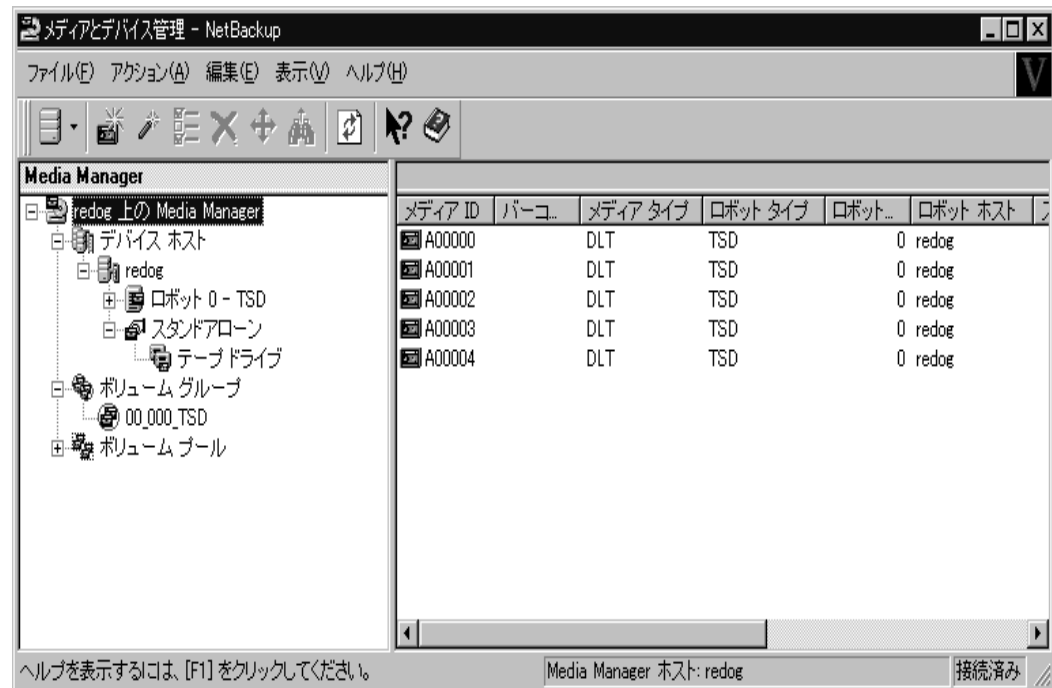 メディアとデバイス管理 - NetBackup
ファイル(F) アクション(A) 編集(E) 表示(V) ヘルプ(H)
V
Media Manager
redog 上の Media Manager
デバイス ホスト
redog
ロボット 0 - TSD
スタンドアローン
テープ ドライブ
ボリューム グループ
00_000_TSD
ボリューム プール
メディア ID バーコ... メディア タイプ ロボット タイプ ロボット... ロボット ホスト
A00000 DLT TSD 0 redog
A00001 DLT TSD 0 redog
A00002 DLT TSD 0 redog
A00003 DLT TSD 0 redog
A00004 DLT TSD 0 redog
ヘルプを表示するには、[F1] をクリックしてください。 Media Manager ホスト: redog 接続済み